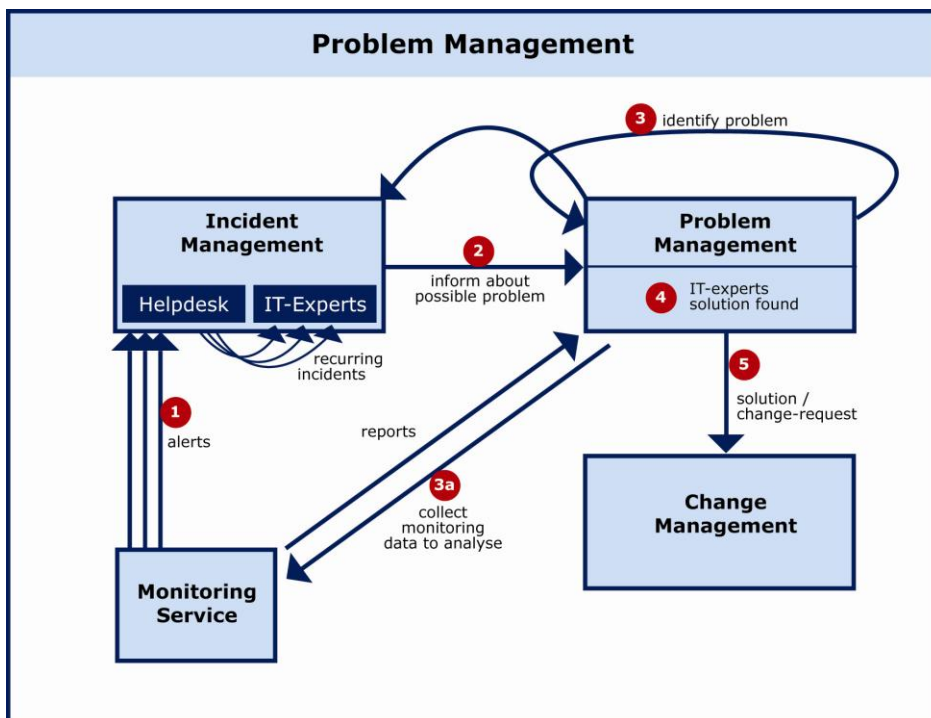 Problem Management
3
identify problem
Incident
Management
Helpdesk
IT-Experts
recurring
incidents
2
inform about
possible problem
Problem
Management
4
IT-experts
solution found
1
alerts
reports
3a
collect
monitoring
data to analyse
5
solution /
change-request
Change
Management
Monitoring
Service